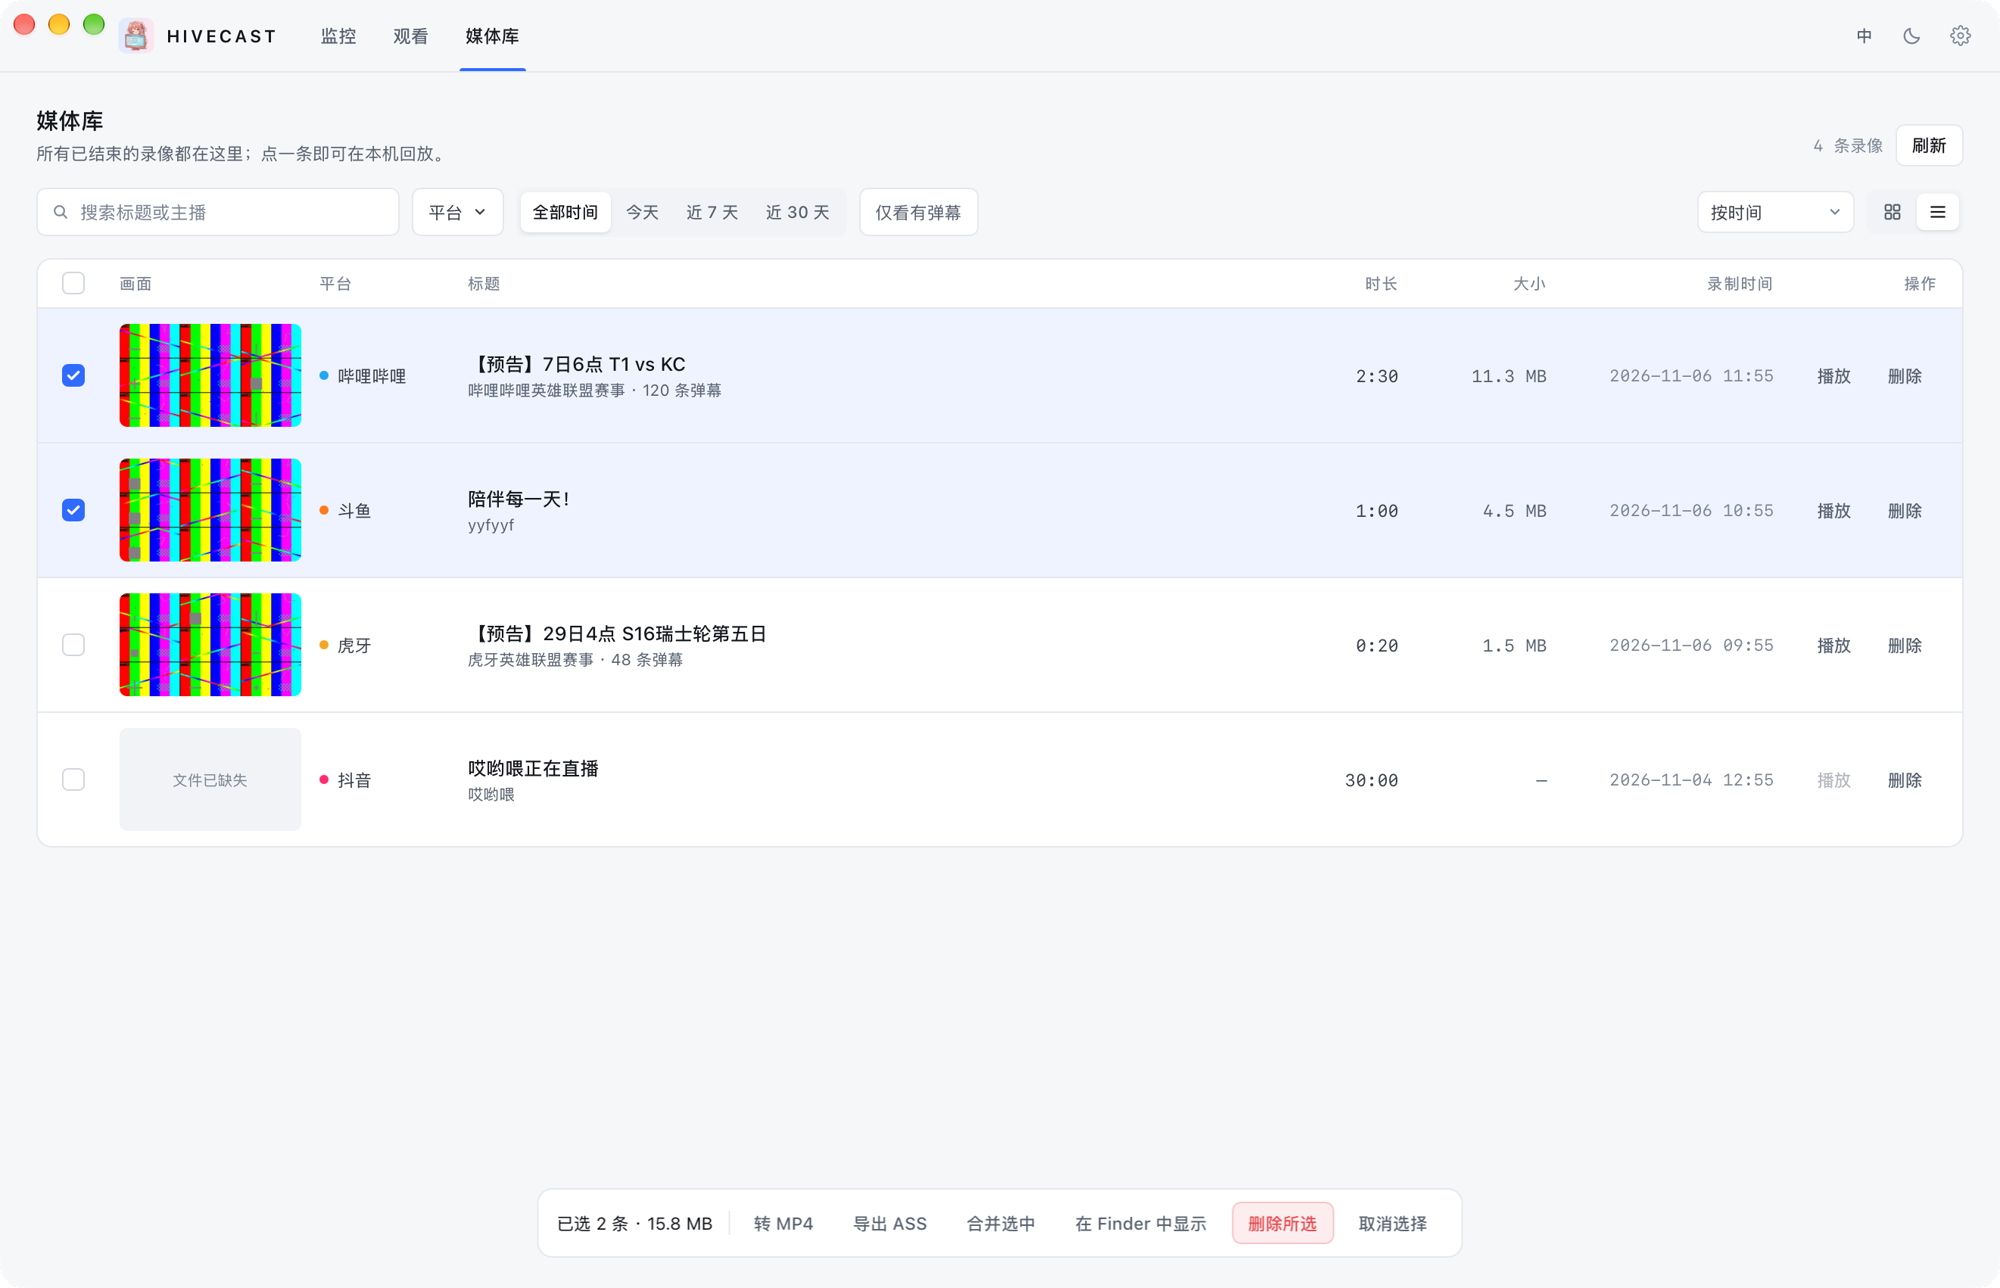 HIVECAST 监控 观看 媒体库 中
媒体库
所有已结束的录像都在这里；点一条即可在本机回放。
4 条录像 刷新
搜索标题或主播 平台 全部时间 今天 近 7 天 近 30 天 仅看有弹幕 按时间
画面 平台 标题 时长 大小 录制时间 操作
哔哩哔哩 【预告】7日6点 T1 vs KC 2:30 11.3 MB 2026-11-06 11:55 播放 删除
哔哩哔哩英雄联盟赛事 · 120 条弹幕
斗鱼 陪伴每一天！ 1:00 4.5 MB 2026-11-06 10:55 播放 删除
yyfyyf
虎牙 【预告】29日4点 S16瑞士轮第五日 0:20 1.5 MB 2026-11-06 09:55 播放 删除
虎牙英雄联盟赛事 · 48 条弹幕
文件已缺失 抖音 哎哟喂正在直播 30:00 — 2026-11-04 12:55 播放 删除
哎哟喂
已选 2 条 · 15.8 MB 转 MP4 导出 ASS 合并选中 在 Finder 中显示 删除所选 取消选择